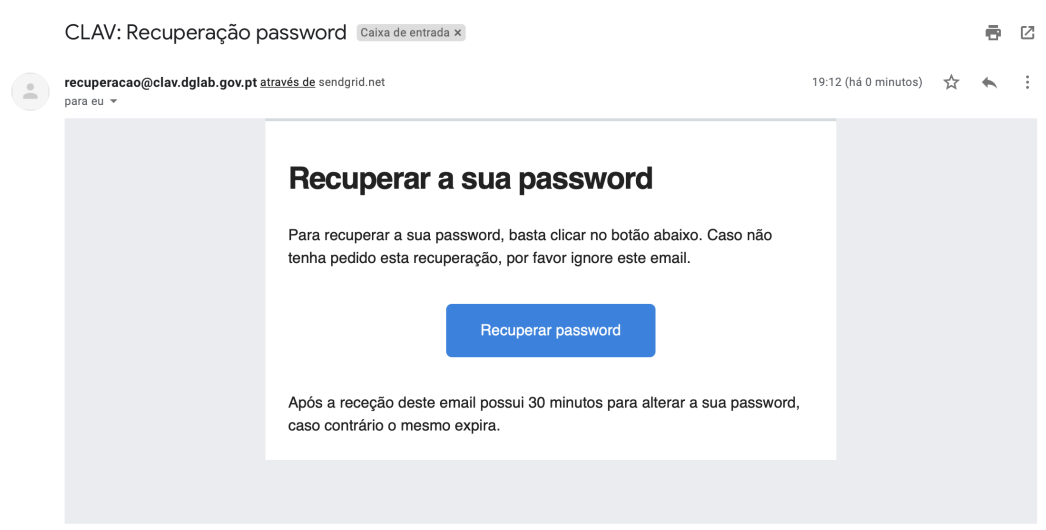 CLAV: Recuperação password Caixa de entrada ×
recuperacao@clav.dglab.gov.pt através de sendgrid.net 19:12 (há 0 minutos)
para eu
Recuperar a sua password
Para recuperar a sua password, basta clicar no botão abaixo. Caso não
tenha pedido esta recuperação, por favor ignore este email.
Recuperar password
Após a receção deste email possui 30 minutos para alterar a sua password,
caso contrário o mesmo expira.